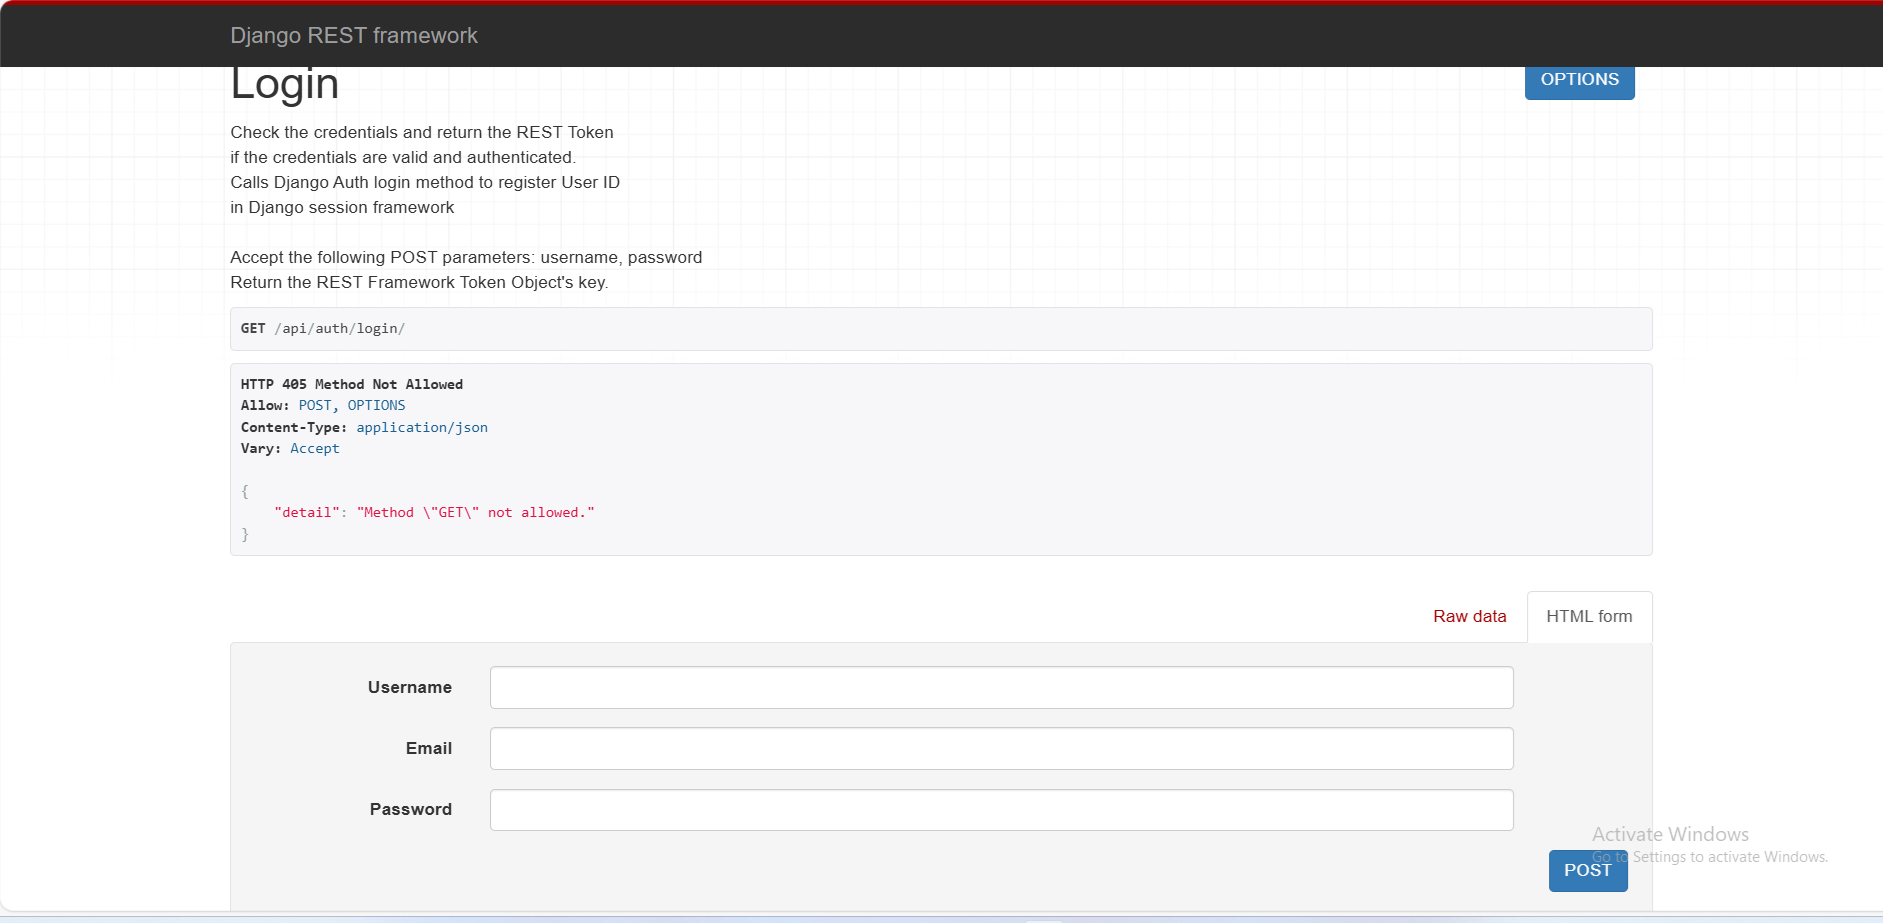 Django REST framework
Login
OPTIONS
Check the credentials and return the REST Token
if the credentials are valid and authenticated.
Calls Django Auth login method to register User ID
in Django session framework
Accept the following POST parameters: username, password
Return the REST Framework Token Object's key.
GET /api/auth/login/
HTTP 405 Method Not Allowed
Allow: POST, OPTIONS
Content-Type: application/json
Vary: Accept
{
"detail": "Method \"GET\" not allowed."
}
Raw data
HTML form
Username
Email
Password
Activate Windows
Go to Settings to activate Windows.
POST